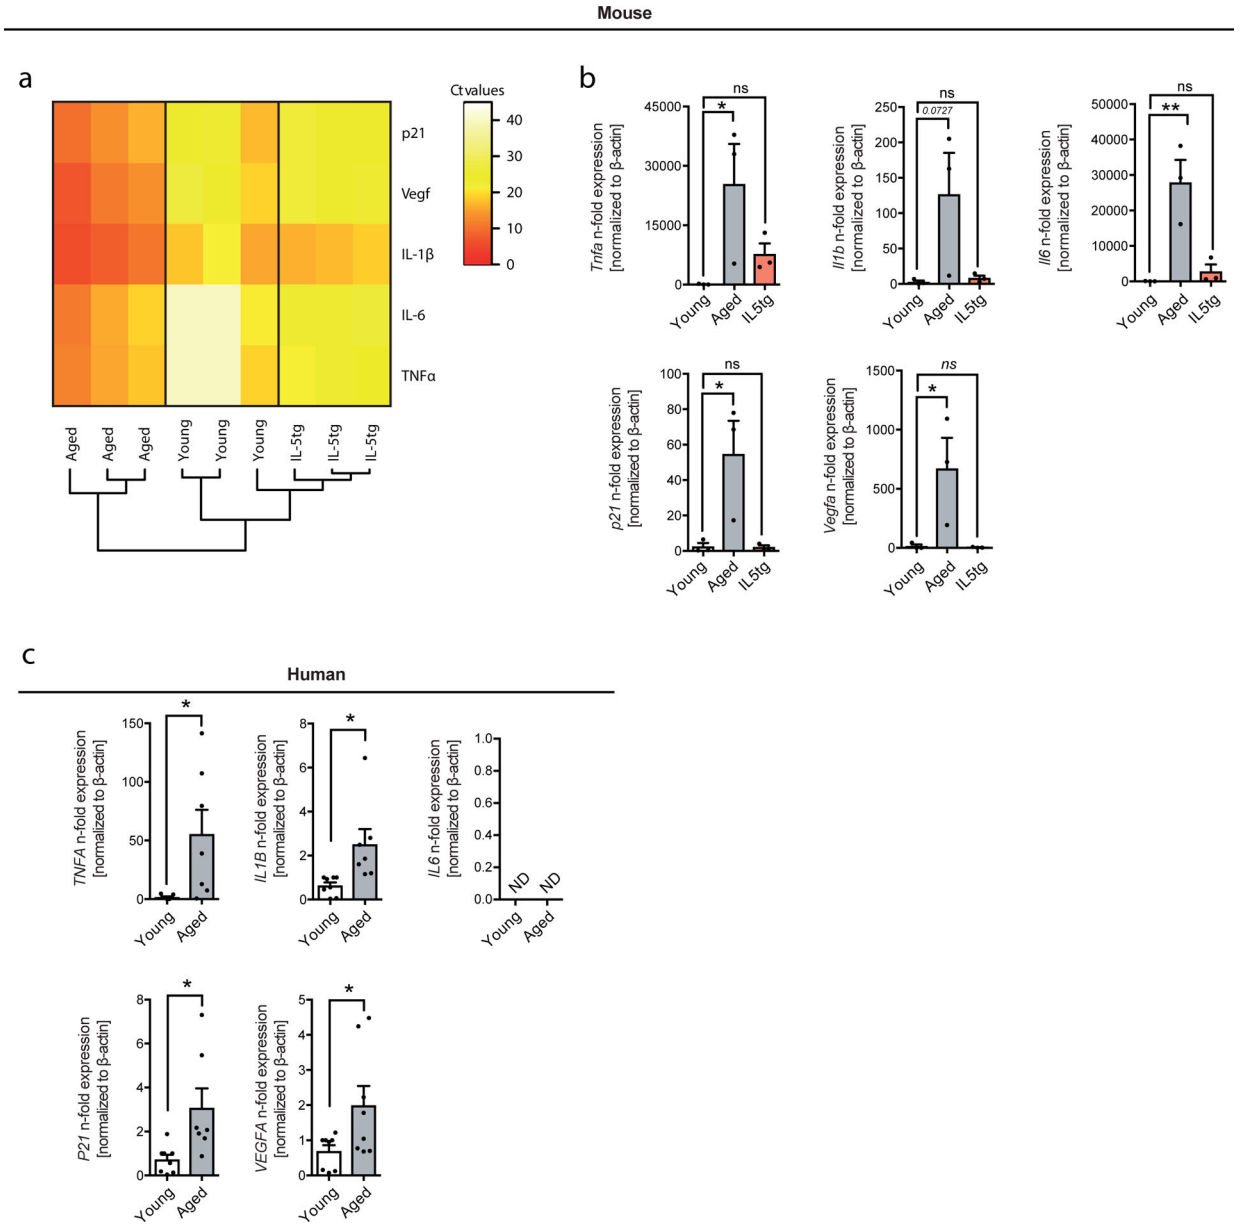 Mouse
a
Ct values
40
30
20
10
0
p21
Vegf
IL-1β
IL-6
TNFα
Aged
Aged
Aged
Young
Young
Young
IL-5tg
IL-5tg
IL-5tg
b
Tnfa n-fold expression
[normalized to β-actin]
45000
30000
15000
0
ns
*
Young
Aged
IL5tg
Il1b n-fold expression
[normalized to β-actin]
250
200
150
100
50
0
ns
0.0727
Young
Aged
IL5tg
Il6 n-fold expression
[normalized to β-actin]
50000
40000
30000
20000
10000
0
ns
**
Young
Aged
IL5tg
p21 n-fold expression
[normalized to β-actin]
100
80
60
40
20
0
ns
*
Young
Aged
IL5tg
Vegfa n-fold expression
[normalized to β-actin]
1500
1000
500
0
ns
*
Young
Aged
IL5tg
c
Human
TNFA n-fold expression
[normalized to β-actin]
150
100
50
0
*
Young
Aged
IL1B n-fold expression
[normalized to β-actin]
8
6
4
2
0
*
Young
Aged
IL6 n-fold expression
[normalized to β-actin]
1.0
0.8
0.6
0.4
0.2
0.0
ND
ND
Young
Aged
P21 n-fold expression
[normalized to β-actin]
8
6
4
2
0
*
Young
Aged
VEGFA n-fold expression
[normalized to β-actin]
5
4
3
2
1
0
*
Young
Aged